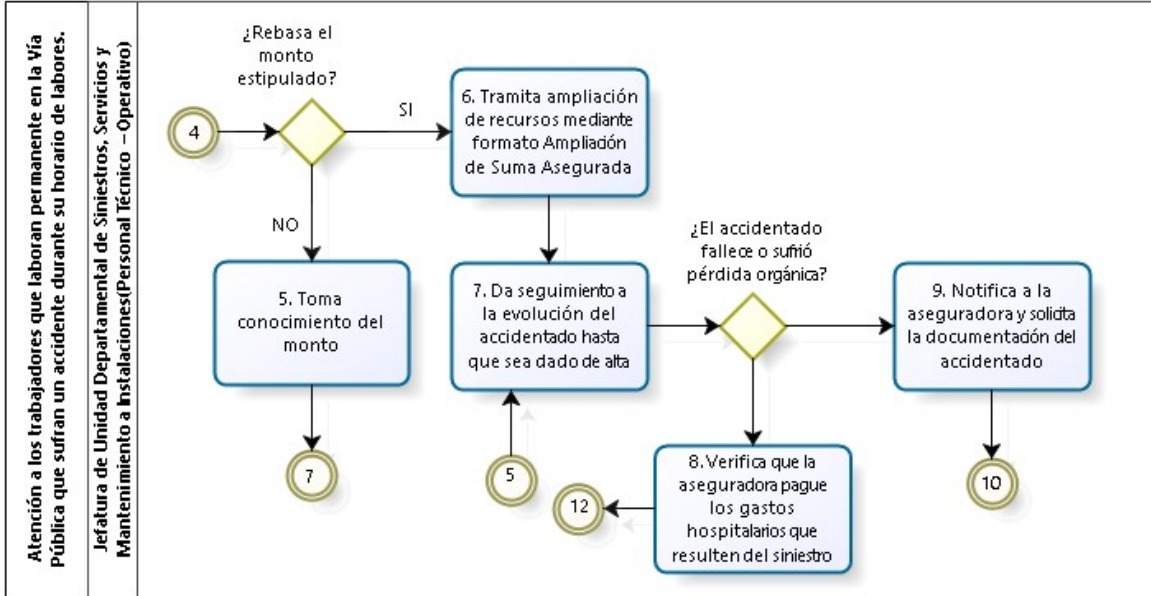 Atención a los trabajadores que laboran permanente en la Vía
Pública que sufran un accidente durante su horario de labores.
Jefatura de Unidad Departamental de Siniestros, Servicios y
Mantenimiento a Instalaciones(Personal Técnico – Operativo)
¿Rebasa el
monto
estipulado?
4
SI
NO
6. Tramita ampliación
de recursos mediante
formato Ampliación
de Suma Asegurada
5. Toma
conocimiento del
monto
7
7. Da seguimiento a
la evolución del
accidentado hasta
que sea dado de alta
5
¿El accidentado
fallece o sufrió
pérdida orgánica?
8. Verifica que la
aseguradora pague
los gastos
hospitalarios que
resulten del siniestro
12
9. Notifica a la
aseguradora y solicita
la documentación del
accidentado
10